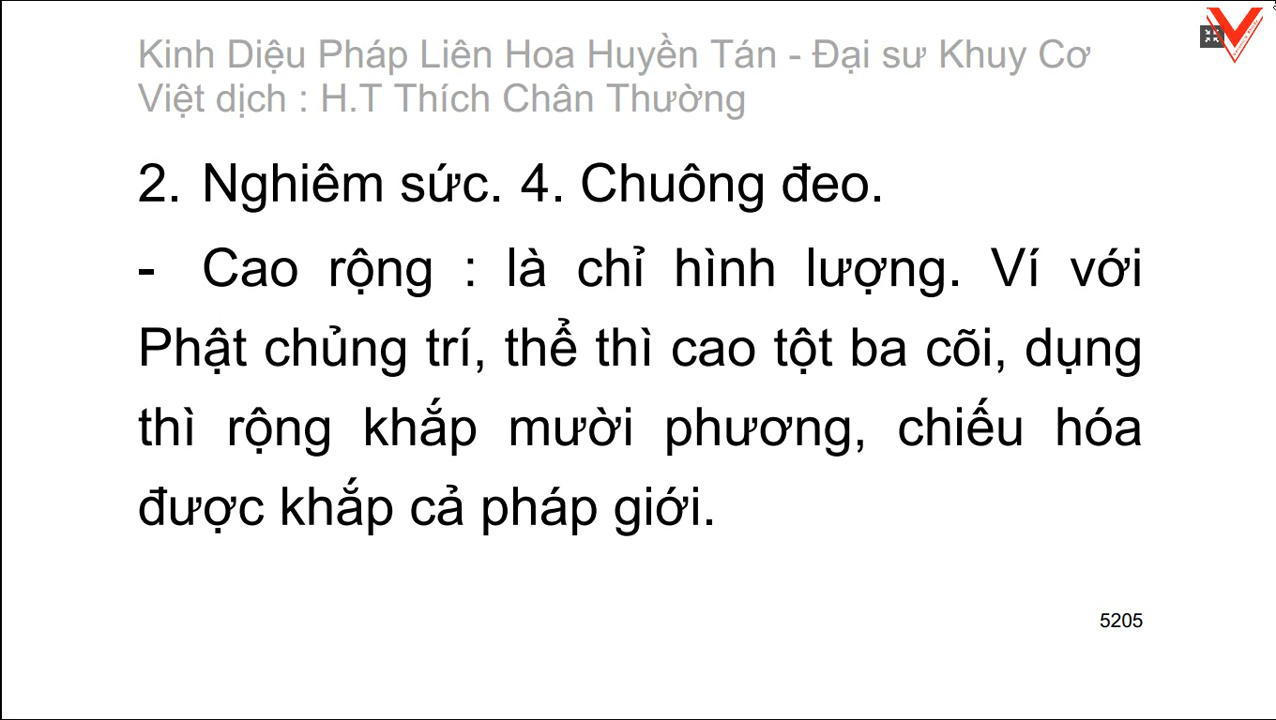 Kinh Diệu Pháp Liên Hoa Huyền Tán - Đại sư Khuy Cơ
Việt dịch : H.T Thích Chân Thường
2. Nghiêm sức. 4. Chuông đeo.
- Cao rộng : là chỉ hình lượng. Ví với
Phật chủng trí, thể thì cao tột ba cõi, dụng
thì rộng khắp mười phương, chiếu hóa
được khắp cả pháp giới.
5205